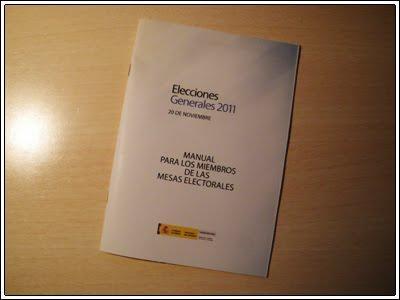 Elecciones
Generales 2011
20 DE NOVIEMBRE
MANUAL
PARA LOS MIEMBROS
DE LAS
MESAS ELECTORALES